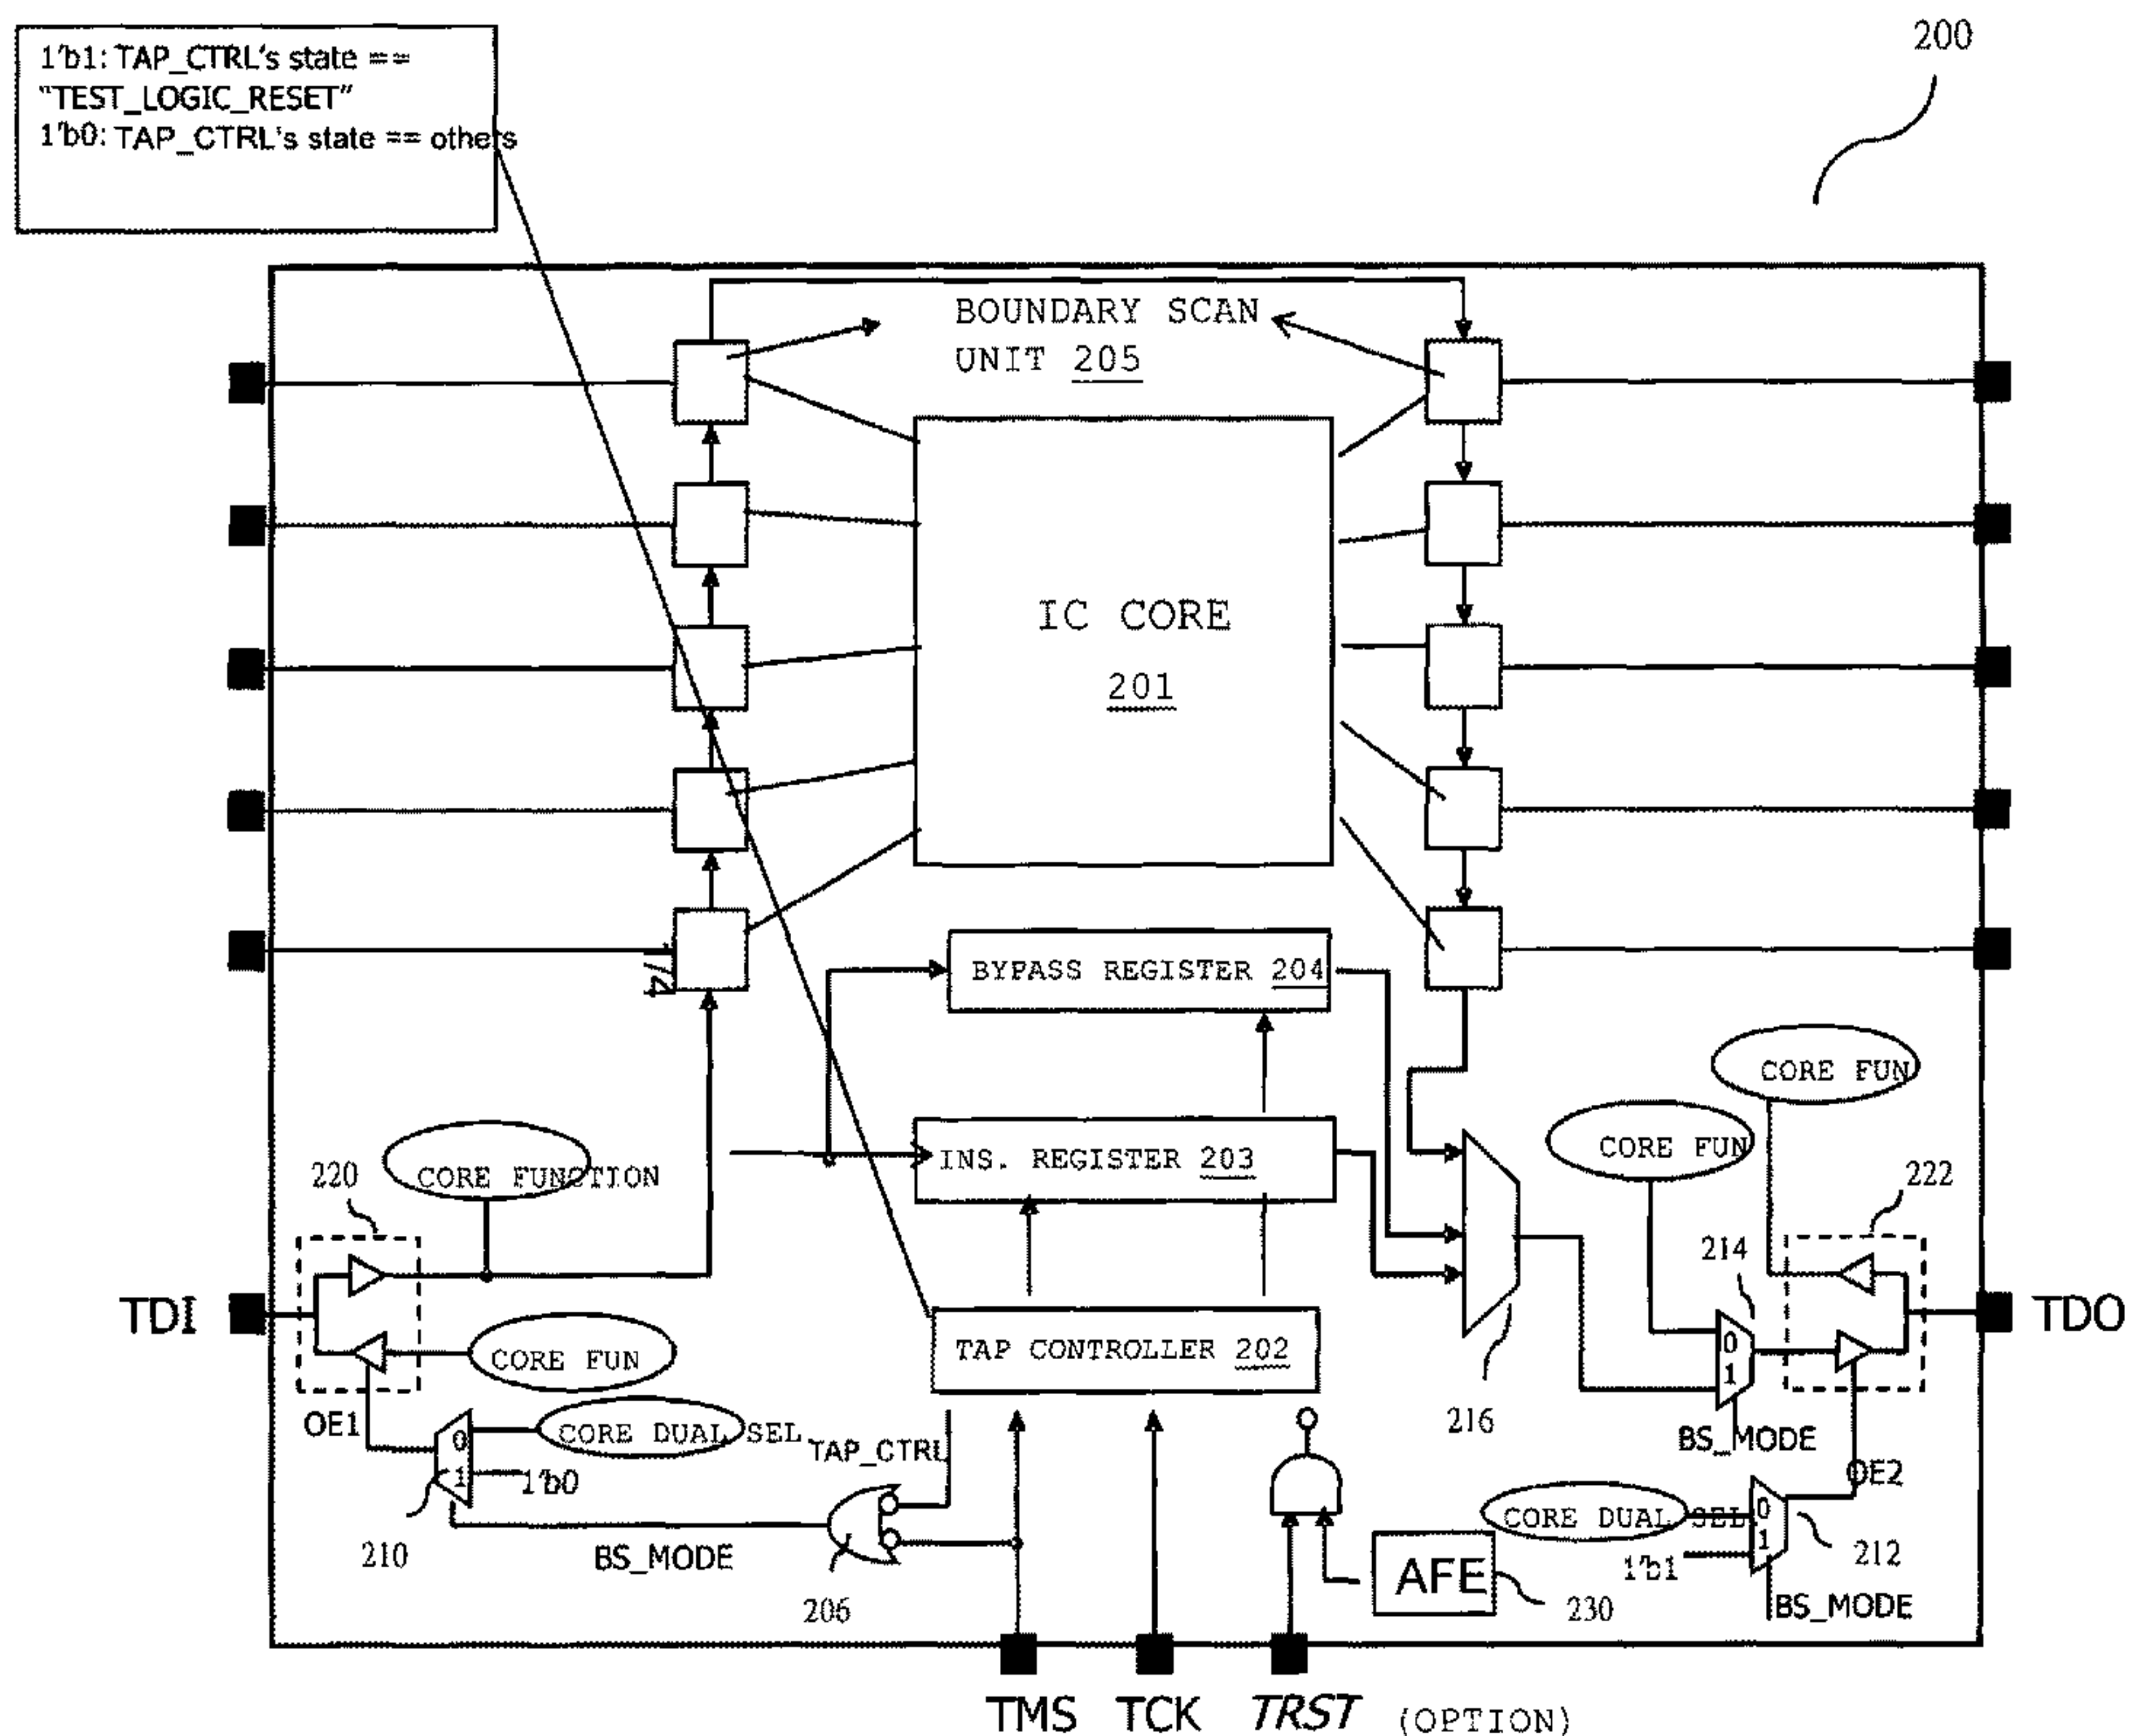 1'b1: TAP_CTRL's state ==
"TEST_LOGIC_RESET"
1'b0: TAP_CTRL's state == others
200
BOUNDARY SCAN
UNIT 205
IC CORE
201
174
BYPASS REGISTER 204
INS. REGISTER 203
TAP CONTROLLER 202
220
CORE FUNCTION
TDI
CORE FUN
OE1
0
1
CORE DUAL SEL
1'b0
210
BS_MODE
TAP_CTRL
206
216
CORE FUN
CORE FUN
222
214
0
1
BS_MODE
TDO
OE2
CORE DUAL SEL
0
1
1'b1
212
BS_MODE
AFE
230
TMS
TCK
TRST (OPTION)